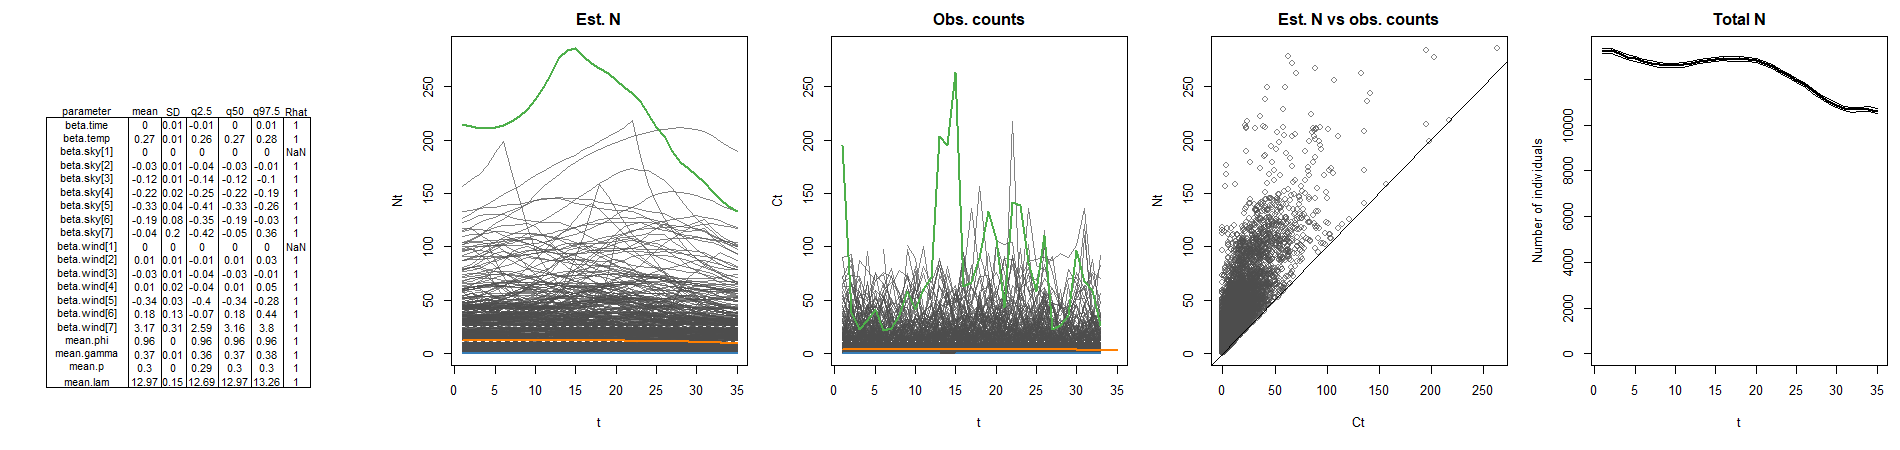 parameter mean SD q2.5 q50 q97.5 Rhat
beta.time 0 0.01 -0.01 0 0.01 1
beta.temp 0.27 0.01 0.26 0.27 0.28 1
beta.sky[1] 0 0 0 0 0 NaN
beta.sky[2] -0.03 0.01 -0.04 -0.03 -0.01 1
beta.sky[3] -0.12 0.01 -0.14 -0.12 -0.1 1
beta.sky[4] -0.22 0.02 -0.25 -0.22 -0.19 1
beta.sky[5] -0.33 0.04 -0.41 -0.33 -0.26 1
beta.sky[6] -0.19 0.08 -0.35 -0.19 -0.03 1
beta.sky[7] -0.04 0.2 -0.42 -0.05 0.36 1
beta.wind[1] 0 0 0 0 0 NaN
beta.wind[2] 0.01 0.01 -0.01 0.01 0.03 1
beta.wind[3] -0.03 0.01 -0.04 -0.03 -0.01 1
beta.wind[4] 0.01 0.02 -0.04 0.01 0.05 1
beta.wind[5] -0.34 0.03 -0.4 -0.34 -0.28 1
beta.wind[6] 0.18 0.13 -0.07 0.18 0.44 1
beta.wind[7] 3.17 0.31 2.59 3.16 3.8 1
mean.phi 0.96 0 0.96 0.96 0.96 1
mean.gamma 0.37 0.01 0.36 0.37 0.38 1
mean.p 0.3 0 0.29 0.3 0.3 1
mean.lam 12.97 0.15 12.69 12.97 13.26 1
Est. N
Nt
250
200
150
100
50
0
0 5 10 15 20 25 30 35
t
Obs. counts
Ct
250
200
150
100
50
0
0 5 10 15 20 25 30 35
t
Est. N vs obs. counts
Nt
250
200
150
100
50
0
0 50 100 150 200 250
Ct
Total N
Number of individuals
10000
8000
6000
4000
2000
0
0 5 10 15 20 25 30 35
t